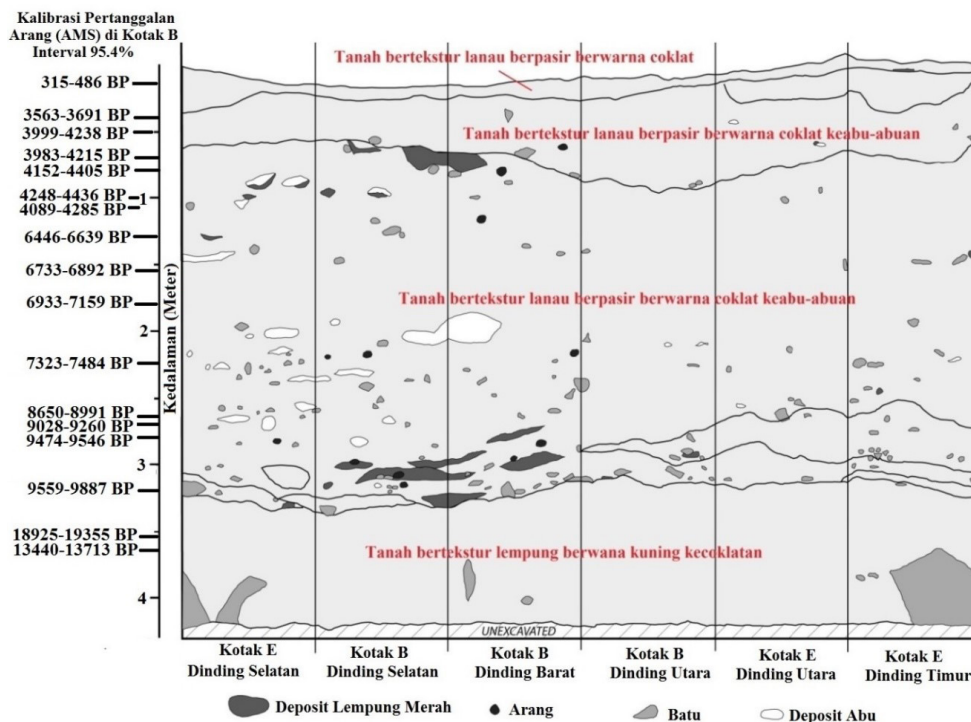 Kalibrasi Pertanggalan
Arang (AMS) di Kotak B
Interval 95.4%
315-486 BP
3563-3691 BP
3999-4238 BP
3983-4215 BP
4152-4405 BP
4248-4436 BP
4089-4285 BP
6446-6639 BP
6733-6892 BP
6933-7159 BP
7323-7484 BP
8650-8991 BP
9028-9260 BP
9474-9546 BP
9559-9887 BP
18925-19355 BP
13440-13713 BP
Kedalaman (Meter)
1
2
3
4
Tanah bertekstur lanau berpasir berwarna coklat
Tanah bertekstur lanau berpasir berwarna coklat keabu-abuan
Tanah bertekstur lanau berpasir berwarna coklat keabu-abuan
Tanah bertekstur lempung berwana kuning kecoklatan
UNEXCAVATED
Kotak E
Dinding Selatan
Kotak B
Dinding Selatan
Kotak B
Dinding Barat
Kotak B
Dinding Utara
Kotak E
Dinding Utara
Kotak E
Dinding Timur
Deposit Lempung Merah
Arang
Batu
Deposit Abu